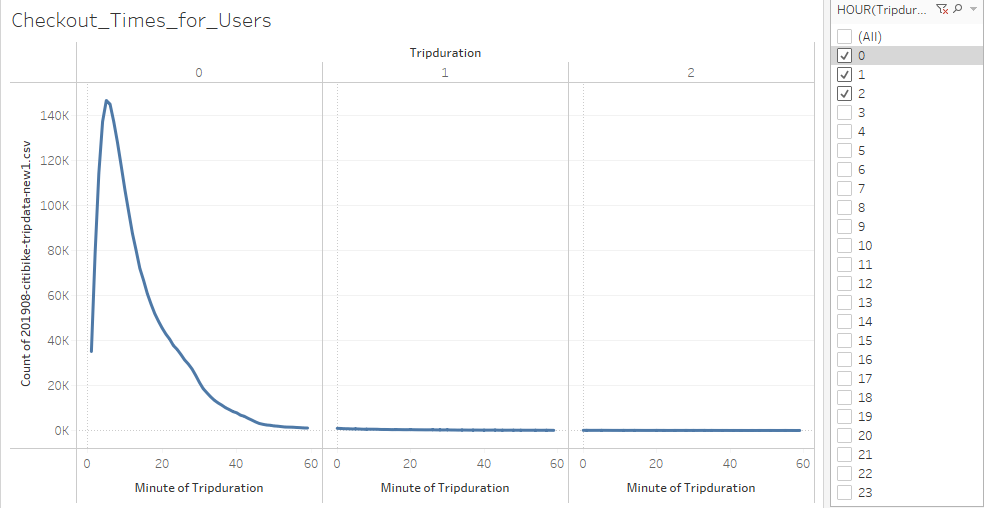 Checkout_Times_for_Users
Tripduration
0 1 2
Count of 201908-citibike-tripdata-new1.csv
140K
120K
100K
80K
60K
40K
20K
0K
0 20 40 60 0 20 40 60 0 20 40 60
Minute of Tripduration Minute of Tripduration Minute of Tripduration
HOUR(Tripdur...
(All)
0
1
2
3
4
5
6
7
8
9
10
11
12
13
14
15
16
17
18
19
20
21
22
23